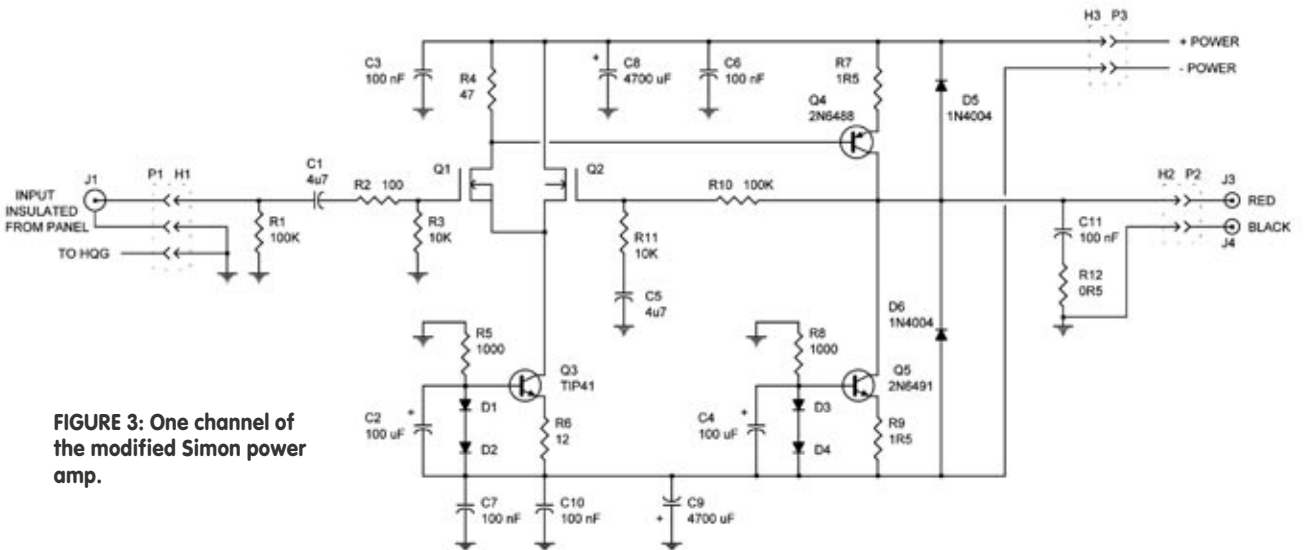 H3 P3
+ POWER
- POWER
C3
100 nF
R4
47
+
C8
4700 uF
C6
100 nF
R7
1R5
Q4
2N6488
D5
1N4004
J1
P1 H1
C1
4u7
R2 100
Q1
Q2
R10 100K
H2 P2
J3
RED
BLACK
J4
INPUT
INSULATED
FROM PANEL
TO HQG
R1
100K
R3
10K
R11
10K
C5
4u7
C11
100 nF
R12
0R5
D6
1N4004
R5
1000
Q3
TIP41
R8
1000
Q5
2N6491
C2
100 uF
+
D1
D2
R6
12
C4
100 uF
+
D3
D4
R9
1R5
C7
100 nF
C10
100 nF
C9
4700 uF
+
FIGURE 3: One channel of
the modified Simon power
amp.